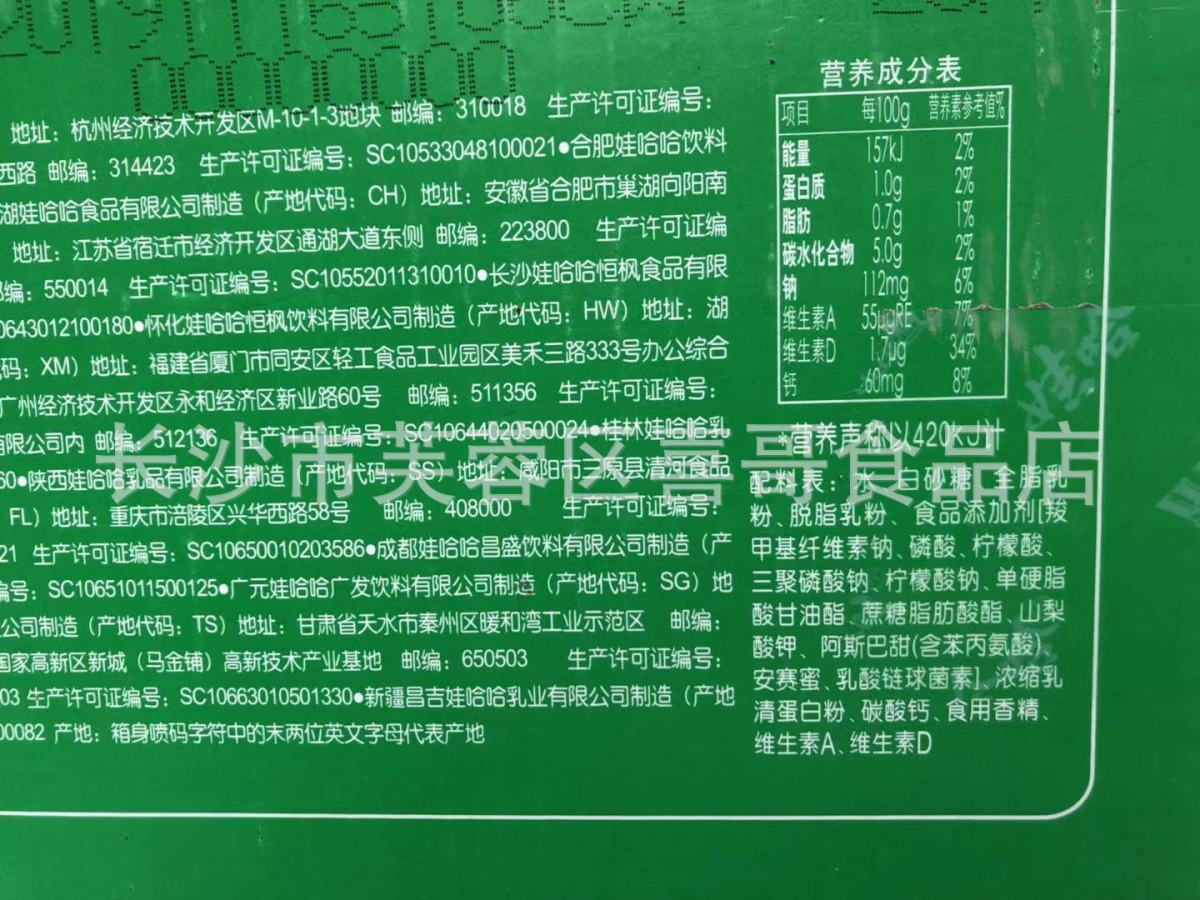 00000000
地址：杭州经济技术开发区M-10-1-3地块 邮编：310018 生产许可证编号：
西路 邮编：314423 生产许可证编号：SC10533048100021●合肥娃哈哈饮料
湖娃哈哈食品有限公司制造（产地代码：CH）地址：安徽省合肥市巢湖向阳南
地址：江苏省宿迁市经济开发区通湖大道东侧 邮编：223800 生产许可证编
编：550014 生产许可证编号：SC10552011310010●长沙娃哈哈恒枫食品有限
0643012100180●怀化娃哈哈恒枫饮料有限公司制造（产地代码：HW）地址：湖
码：XM）地址：福建省厦门市同安区轻工食品工业园区美禾三路333号办公综合
广州经济技术开发区永和经济区新业路60号 邮编：511356 生产许可证编号：
有限公司内 邮编：512136 生产许可证编号：SC10644020500024●桂林娃哈哈乳
60●陕西娃哈哈乳品有限公司制造（产地代码：SS）地址：咸阳市三原县清河食品
FL）地址：重庆市涪陵区兴华西路58号 邮编：408000 生产许可证编号：
21 生产许可证编号：SC10650010203586●成都娃哈哈昌盛饮料有限公司制造（产
编号：SC10651011500125●广元娃哈哈广发饮料有限公司制造（产地代码：SG）地
公司制造（产地代码：TS）地址：甘肃省天水市秦州区暖和湾工业示范区 邮编：
国家高新区新城（马金铺）高新技术产业基地 邮编：650503 生产许可证编号：
03 生产许可证编号：SC10663010501330●新疆昌吉娃哈哈乳业有限公司制造（产地
00082 产地：箱身喷码字符中的末两位英文字母代表产地
营养成分表
项目 每100g 营养素参考值%
能量 157kJ 2%
蛋白质 1.0g 2%
脂肪 0.7g 1%
碳水化合物 5.0g 2%
钠 112mg 6%
维生素A 55μgRE 7%
维生素D 1.7μg 34%
钙 60mg 8%
*营养声称以420KJ计
配料表：水、白砂糖、全脂乳
粉、脱脂乳粉、食品添加剂[羧
甲基纤维素钠、磷酸、柠檬酸、
三聚磷酸钠、柠檬酸钠、单硬脂
酸甘油酯、蔗糖脂肪酸酯、山梨
酸钾、阿斯巴甜(含苯丙氨酸)、
安赛蜜、乳酸链球菌素]、浓缩乳
清蛋白粉、碳酸钙、食用香精、
维生素A、维生素D
长沙市芙蓉区喜哥食品店
娃哈